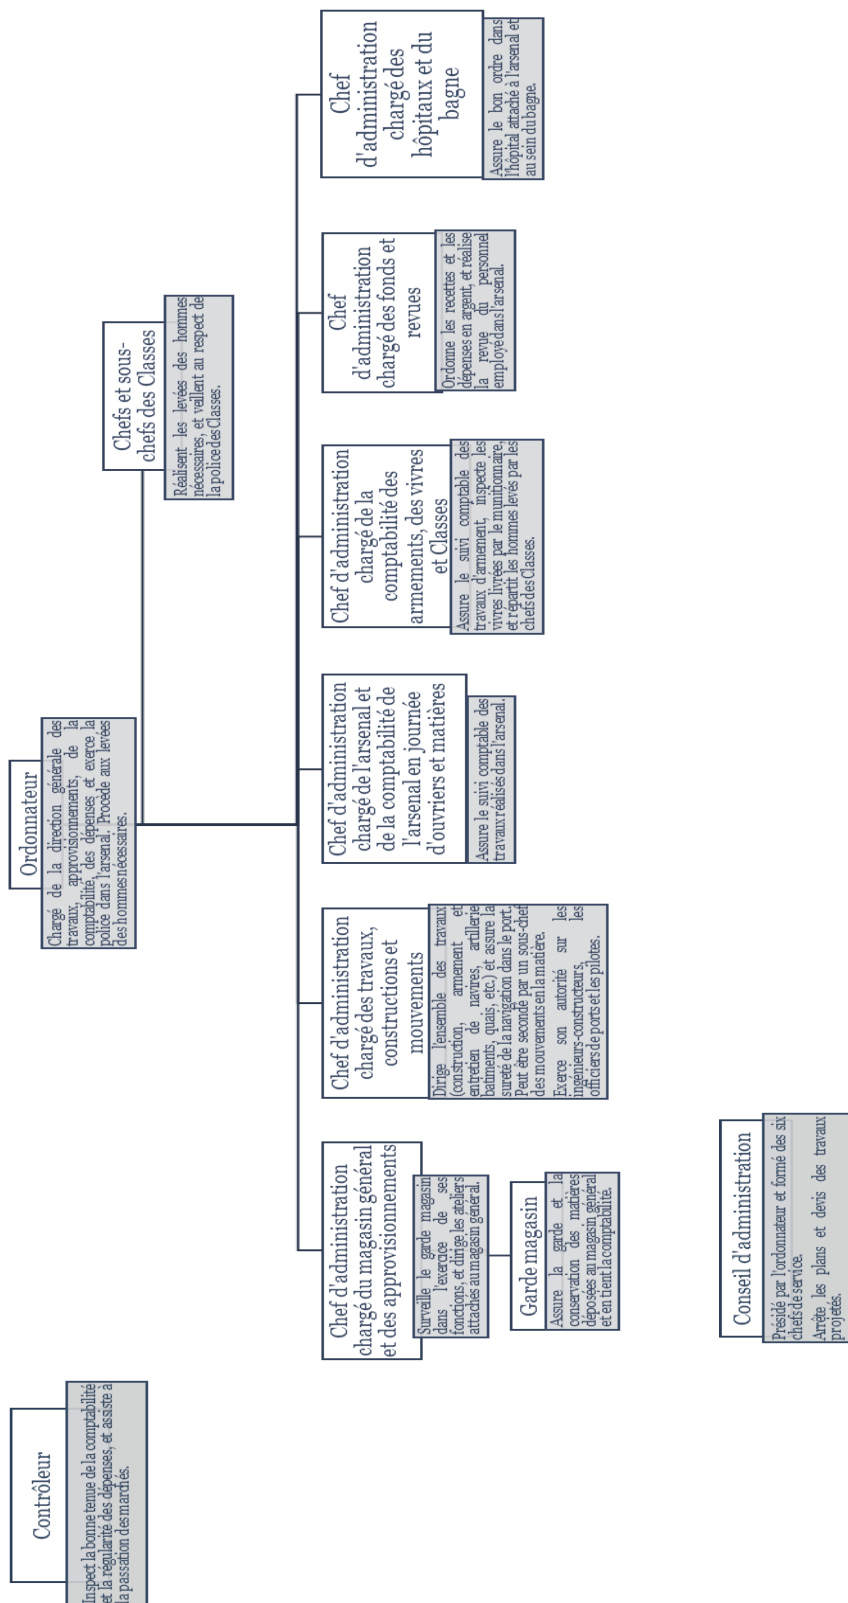 Contrôleur
Inspect la bonne tenue de la comptabilité
et la régularité des dépenses, et assiste à
la passation des marchés.
Ordonnateur
Chargé de la direction générale des
travaux, approvisionnements, de la
comptabilité, des dépenses et exerce la
police dans l'arsenal. Procède aux levées
des hommes nécessaires.
Chefs et sous-
chefs des Classes
Réalisent les levées des hommes
nécessaires, et veillent au respect de
la police des Classes.
Chef d'administration
chargé du magasin général
et des approvisionnements
Surveille le garde magasin
dans l'exercice de ses
fonctions, et dirige les ateliers
attachés au magasin général.
Garde magasin
Assure la garde et la
conservation des matières
déposées au magasin général
et en tient la comptabilité.
Chef d'administration
chargé des travaux,
constructions et
mouvements
Dirige l'ensemble des travaux
(construction, armement et
entretien de navires, artillerie
batiments, quais, etc.) et assure la
sureté de la navigation dans le port.
Peut être secondé par un sous-chef
des mouvements en la matière.
Exerce son autorité sur les
ingénieurs-constructeurs, les
officiers de ports et les pilotes.
Chef d'administration
chargé de l'arsenal et
de la comptabilité de
l'arsenal en journée
d'ouvriers et matières
Assure le suivi comptable des
travaux réalisés dans l'arsenal.
Chef d'administration
chargé de la
comptabilité des
armements, des vivres
et Classes
Assure le suivi comptable des
travaux d'armement, inspecte les
vivres livrées par le munitionnaire,
et répartit les hommes levés par les
chefs des Classes.
Chef
d'administration
chargé des fonds et
revues
Ordonne les recettes et les
dépenses en argent, et réalise
la revue du personnel
employé dans l'arsenal.
Chef
d'administration
chargé des
hôpitaux et du
bagne
Assure le bon ordre dans
l'hôpital attaché à l'arsenal et
au sein du bagne.
Conseil d'administration
Présidé par l'ordonnateur et formé des six
chefs de service.
Arrête les plans et devis des travaux
projetés.